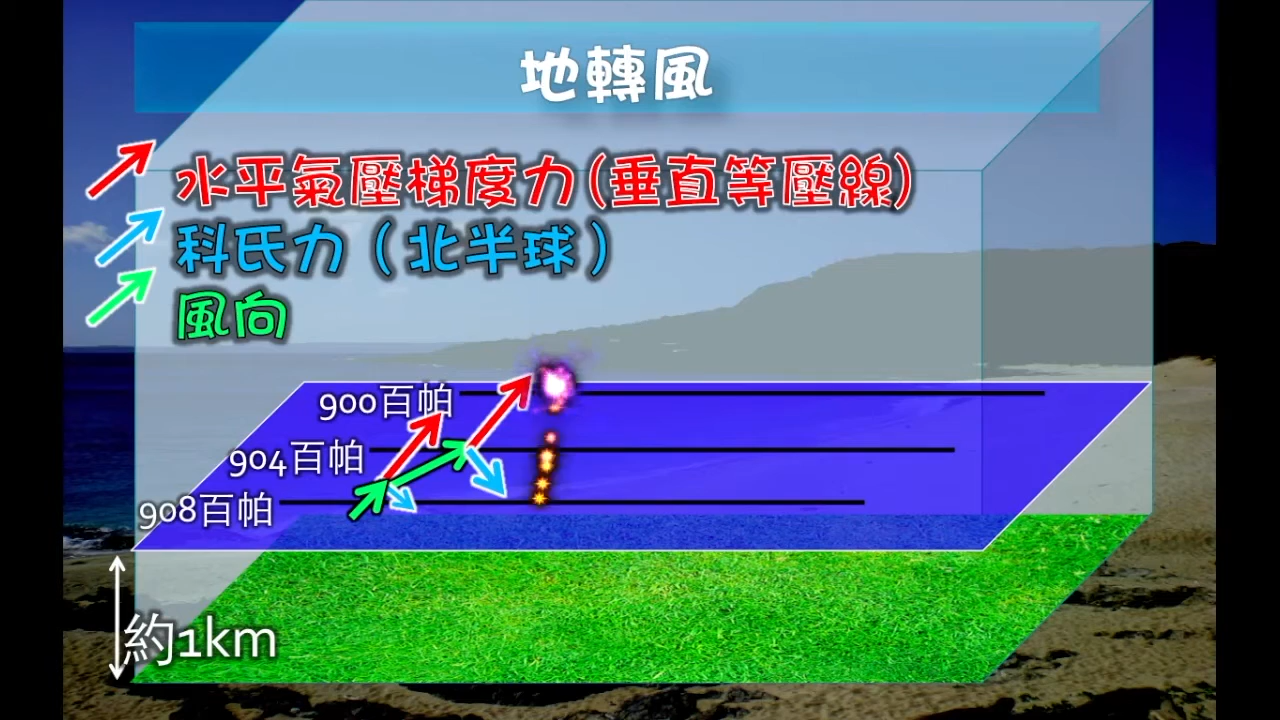 地轉風
水平氣壓梯度力(垂直等壓線)
科氏力（北半球）
風向
900百帕
904百帕
908百帕
約1km